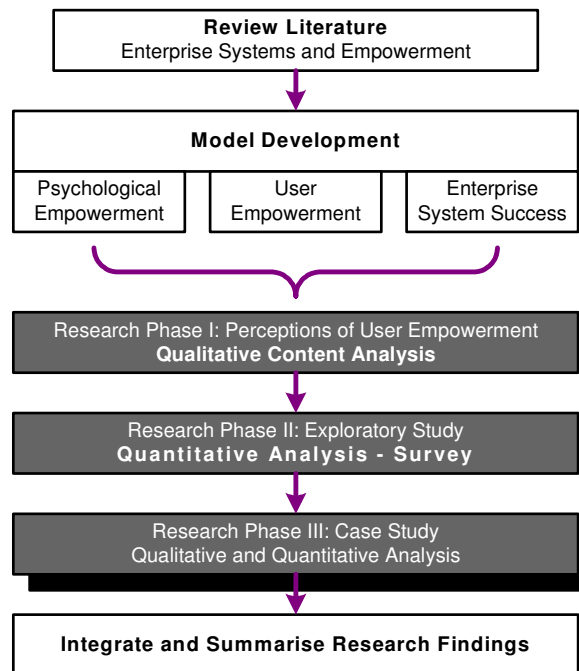 Review Literature
Enterprise Systems and Empowerment
Model Development
Psychological
Empowerment
User
Empowerment
Enterprise
System Success
Research Phase I: Perceptions of User Empowerment
Qualitative Content Analysis
Research Phase II: Exploratory Study
Quantitative Analysis - Survey
Research Phase III: Case Study
Qualitative and Quantitative Analysis
Integrate and Summarise Research Findings